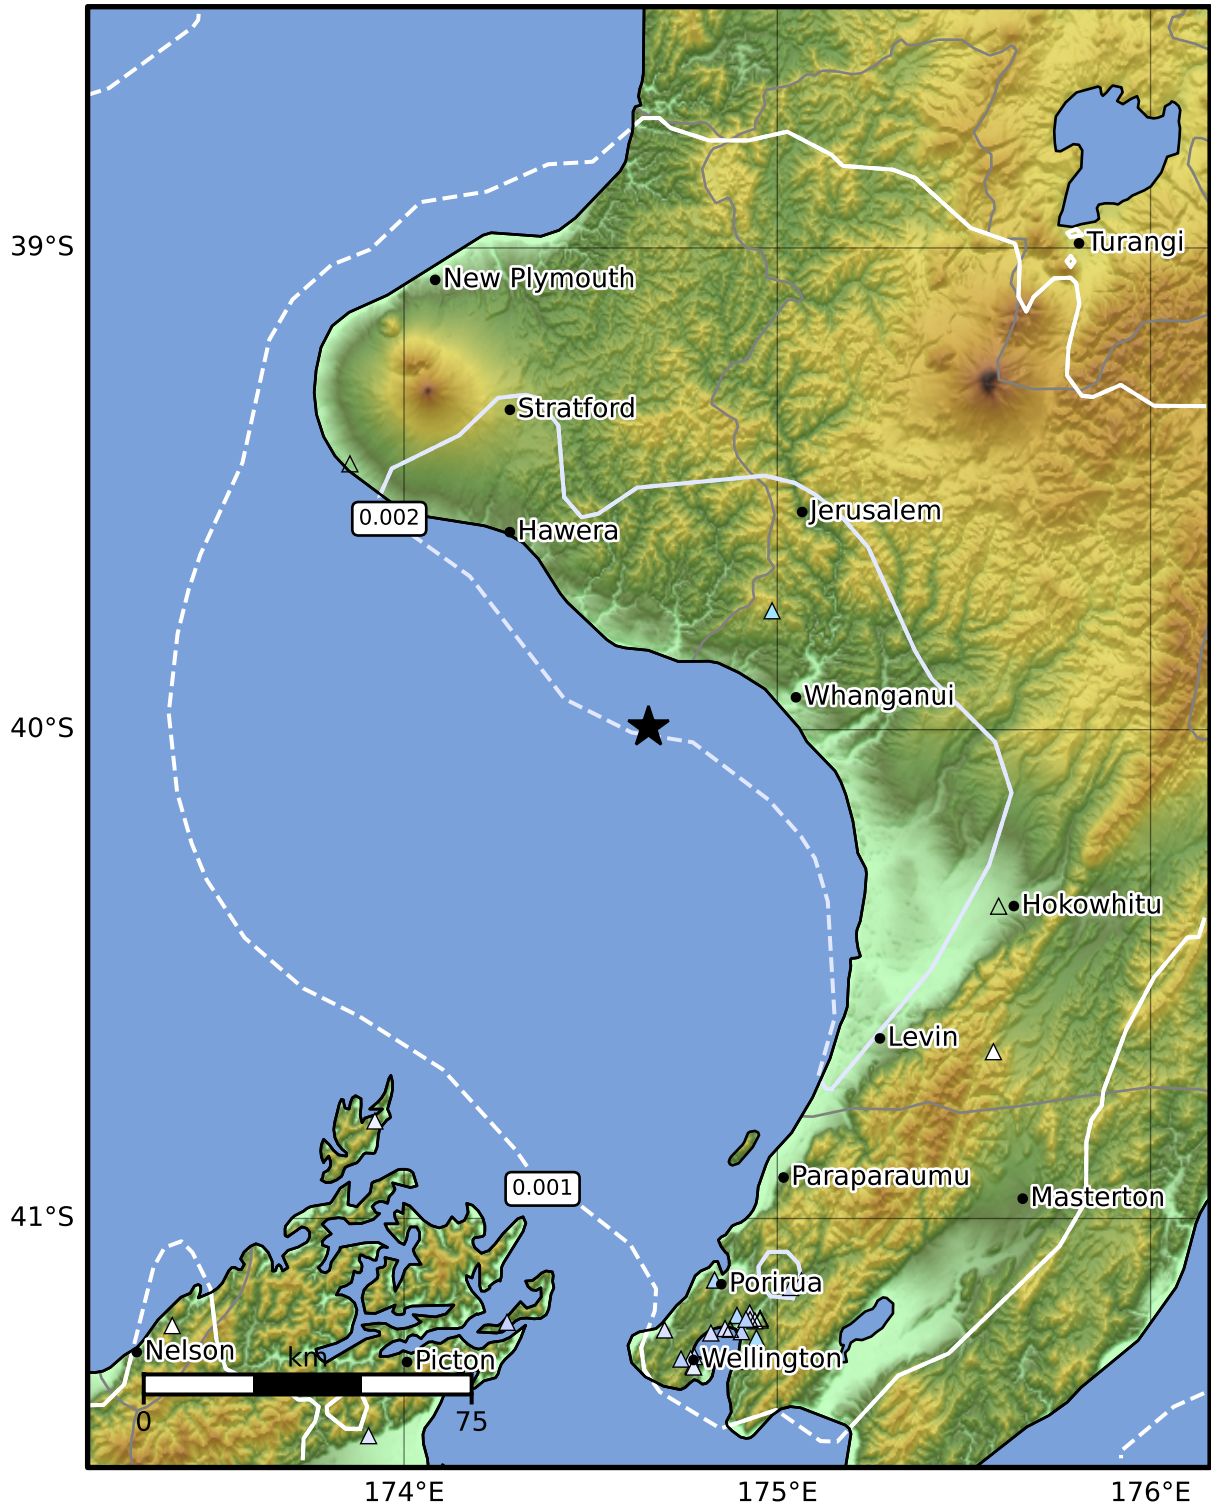 39°S
Turangi
New Plymouth
Stratford
0.002
Hawera
Jerusalem
Whanganui
40°S
Hokowhitu
Levin
Paraparaumu
0.001
Masterton
41°S
Porirua
Nelson
km
Picton
Wellington
0
75
174°E
175°E
176°E